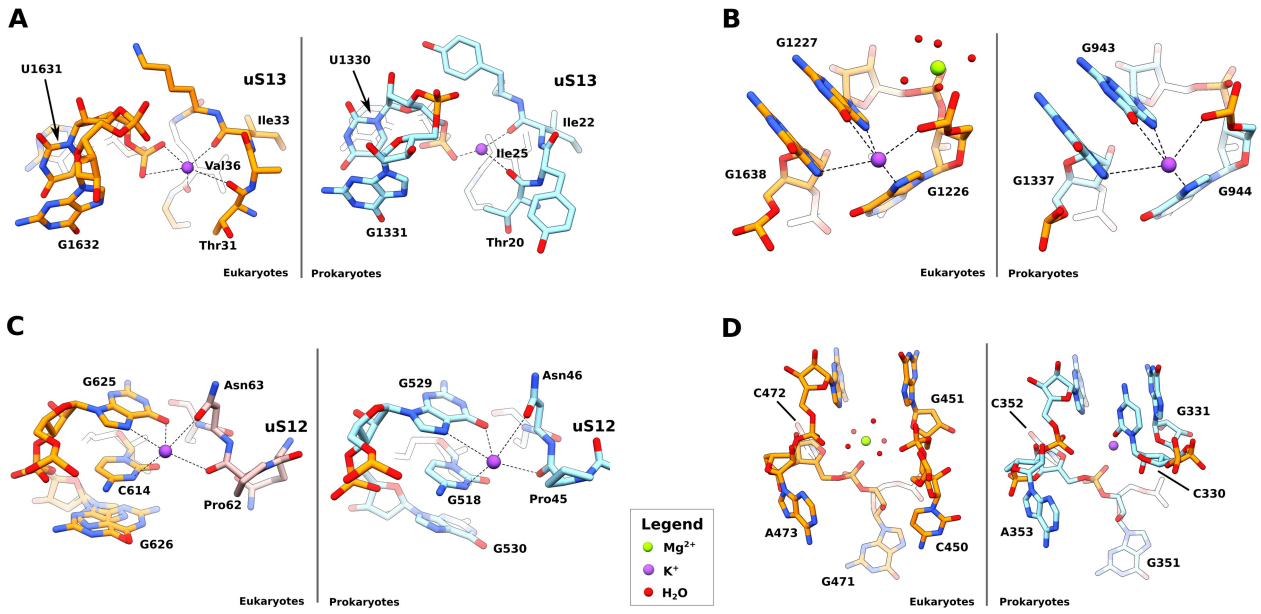 A
U1631
uS13
Ile33
Val36
G1632
Thr31
Eukaryotes
U1330
uS13
Ile22
Ile25
G1331
Thr20
Prokaryotes
B
G1227
G1638
G1226
Eukaryotes
G943
G1337
G944
Prokaryotes
C
G625
Asn63
uS12
C614
Pro62
G626
Eukaryotes
G529
Asn46
uS12
G518
Pro45
G530
Prokaryotes
Legend
Mg²⁺
K⁺
H₂O
D
C472
G451
A473
C450
G471
Eukaryotes
C352
G331
C330
A353
G351
Prokaryotes